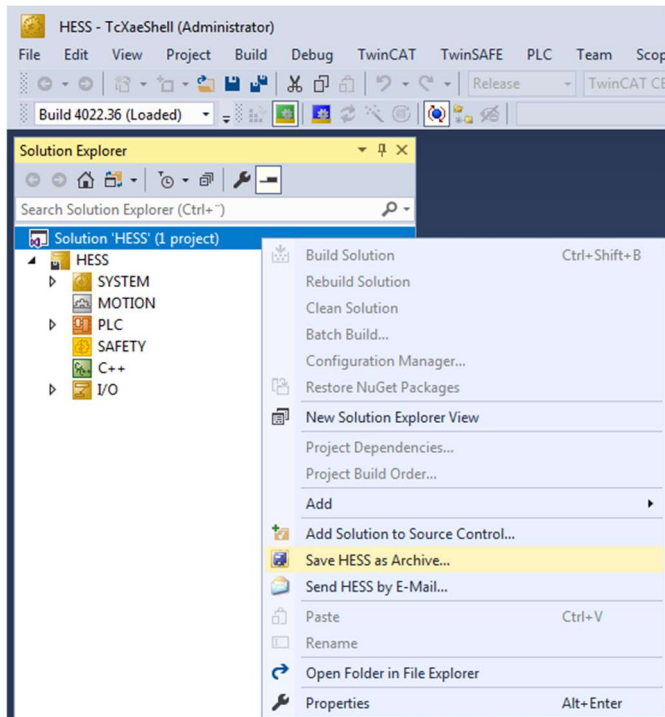 HESS - TcXaeShell (Administrator)
File Edit View Project Build Debug TwinCAT TwinSAFE PLC Team Scop
Release TwinCAT CE
Build 4022.36 (Loaded)
Solution Explorer
Search Solution Explorer (Ctrl+¨)
Solution 'HESS' (1 project)
HESS
SYSTEM
MOTION
PLC
SAFETY
C++
I/O
Build Solution Ctrl+Shift+B
Rebuild Solution
Clean Solution
Batch Build...
Configuration Manager...
Restore NuGet Packages
New Solution Explorer View
Project Dependencies...
Project Build Order...
Add
Add Solution to Source Control...
Save HESS as Archive...
Send HESS by E-Mail...
Paste Ctrl+V
Rename
Open Folder in File Explorer
Properties Alt+Enter